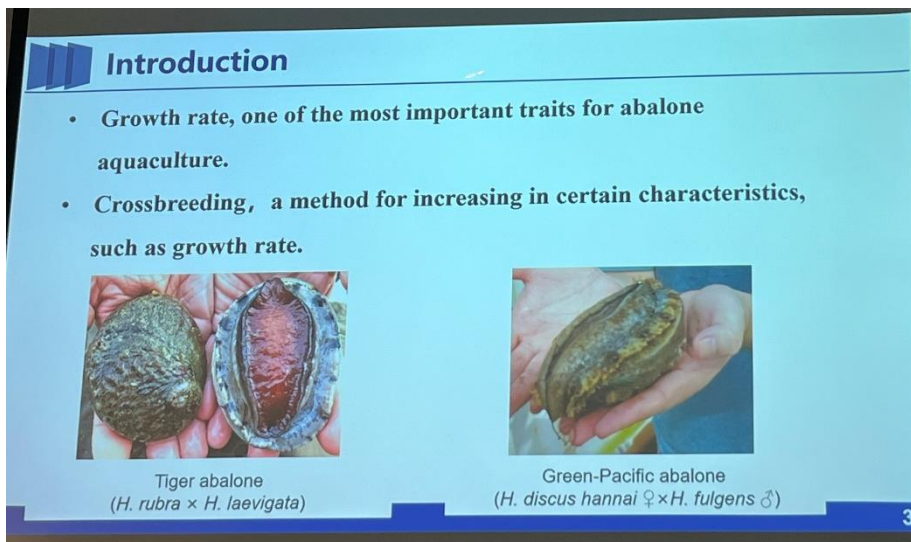 Introduction
• Growth rate, one of the most important traits for abalone
aquaculture.
• Crossbreeding, a method for increasing in certain characteristics,
such as growth rate.
Tiger abalone
(H. rubra × H. laevigata)
Green-Pacific abalone
(H. discus hannai ♀×H. fulgens ♂)
3